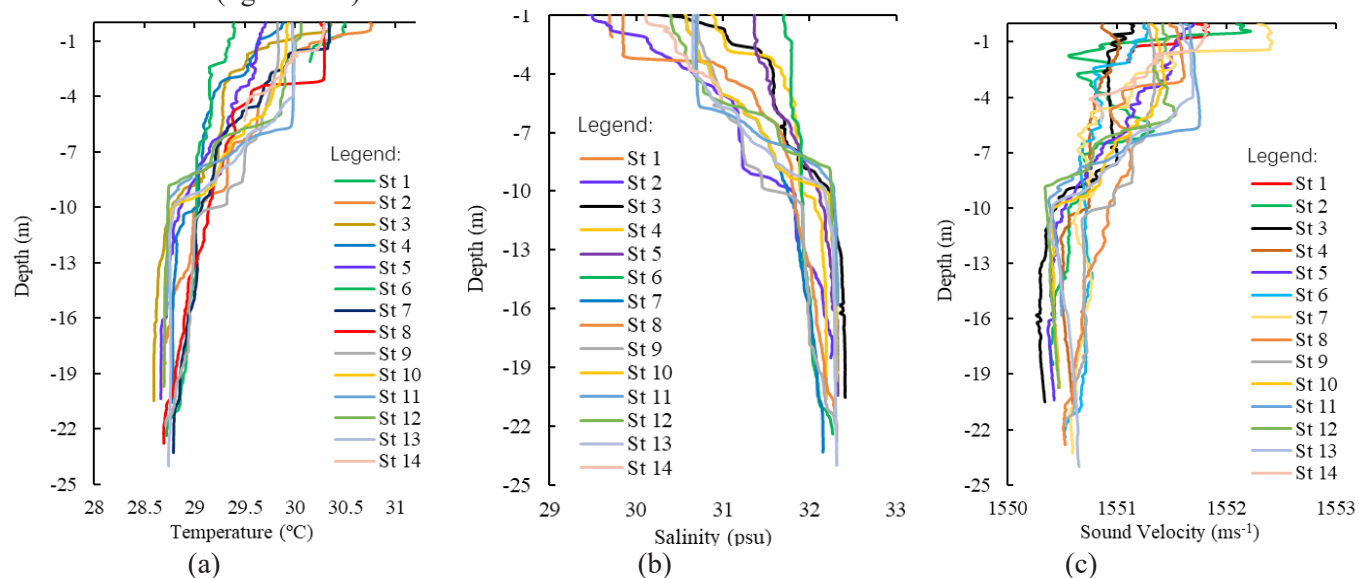 Legend:
St 1
St 2
St 3
St 4
St 5
St 6
St 7
St 8
St 9
St 10
St 11
St 12
St 13
St 14
-1
-4
-7
-10
-13
-16
-19
-22
-25
Depth (m)
28 28.5 29 29.5 30 30.5 31
Temperature (ºC)
(a)
Legend:
St 1
St 2
St 3
St 4
St 5
St 6
St 7
St 8
St 9
St 10
St 11
St 12
St 13
St 14
-1
-4
-7
-10
-13
-16
-19
-22
-25
Depth (m)
29 30 31 32 33
Salinity (psu)
(b)
Legend:
St 1
St 2
St 3
St 4
St 5
St 6
St 7
St 8
St 9
St 10
St 11
St 12
St 13
St 14
-1
-4
-7
-10
-13
-16
-19
-22
-25
Depth (m)
1550 1551 1552 1553
Sound Velocity (ms-1)
(c)